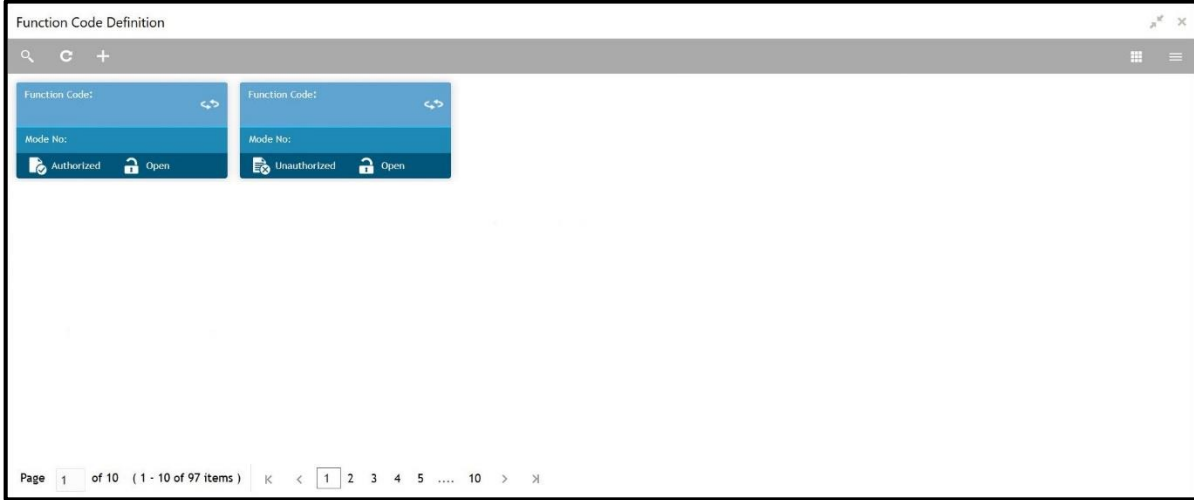 Function Code Definition
Function Code:
Mode No:
Authorized Open
Function Code:
Mode No:
Unauthorized Open
Page 1 of 10 ( 1 - 10 of 97 items ) 1 2 3 4 5 .... 10